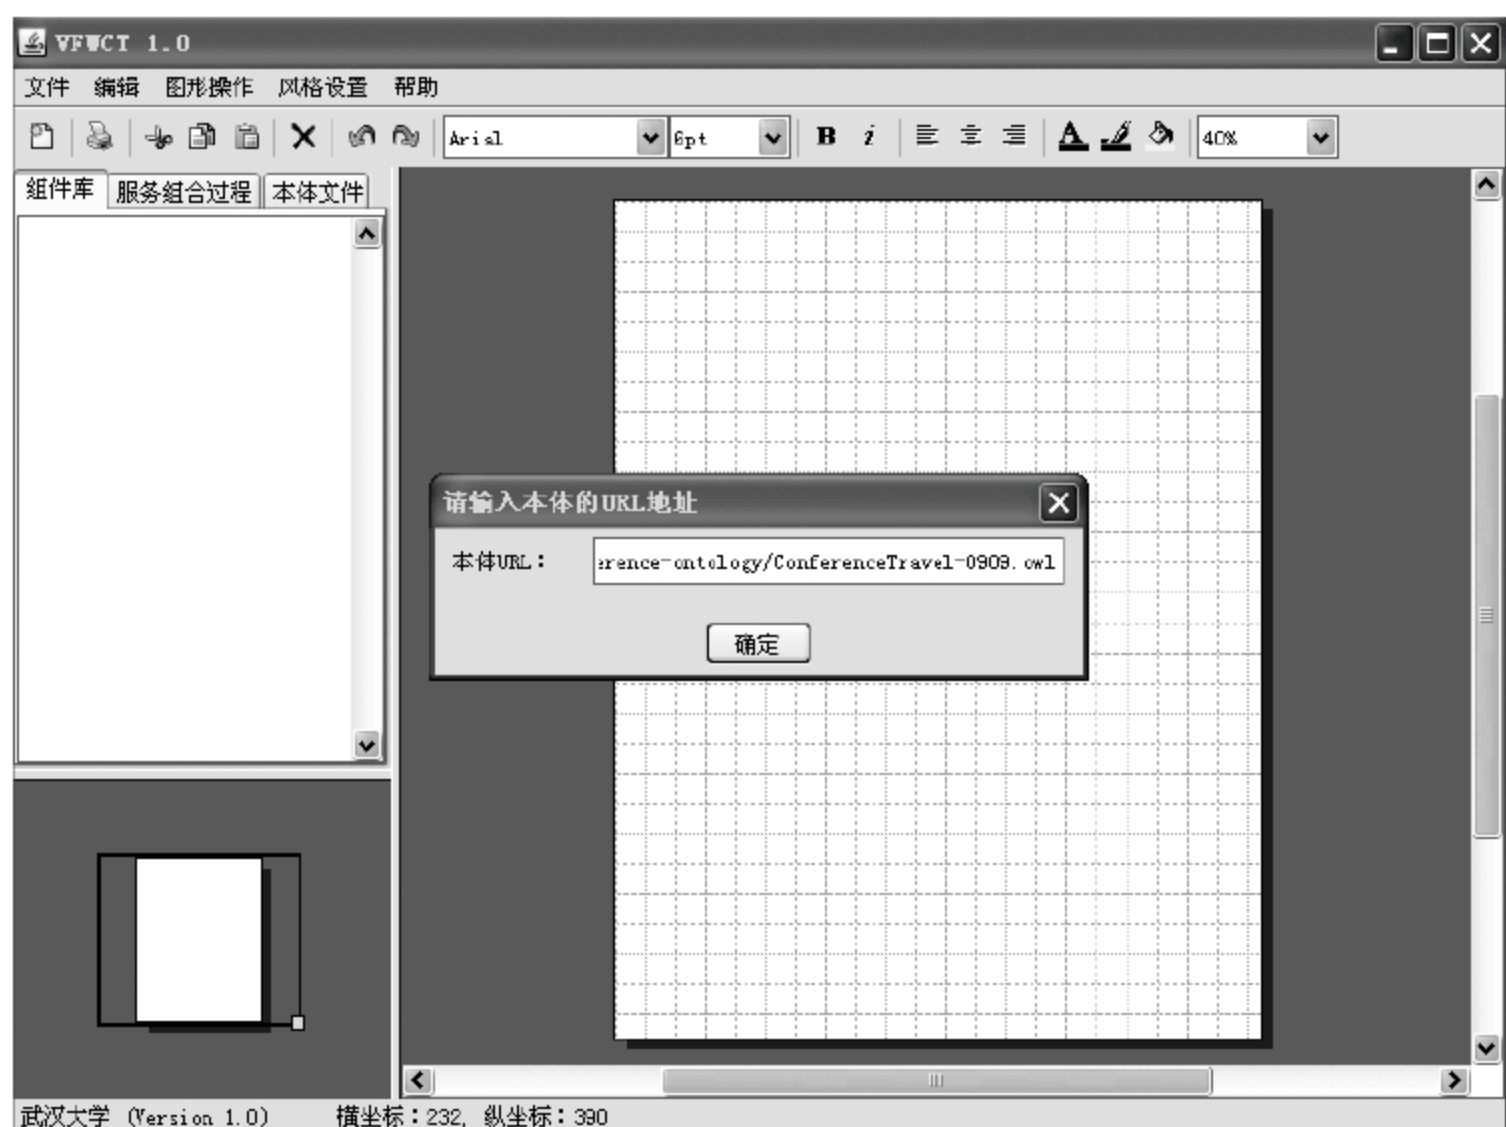 VFWCT 1.0
文件 编辑 图形操作 风格设置 帮助
Arial 6pt B i A 40%
组件库 服务组合过程 本体文件
请输入本体的URL地址
本体URL： erence-ontology/ConferenceTravel-0909.owl
确定
武汉大学 (Version 1.0) 横坐标：232, 纵坐标：390